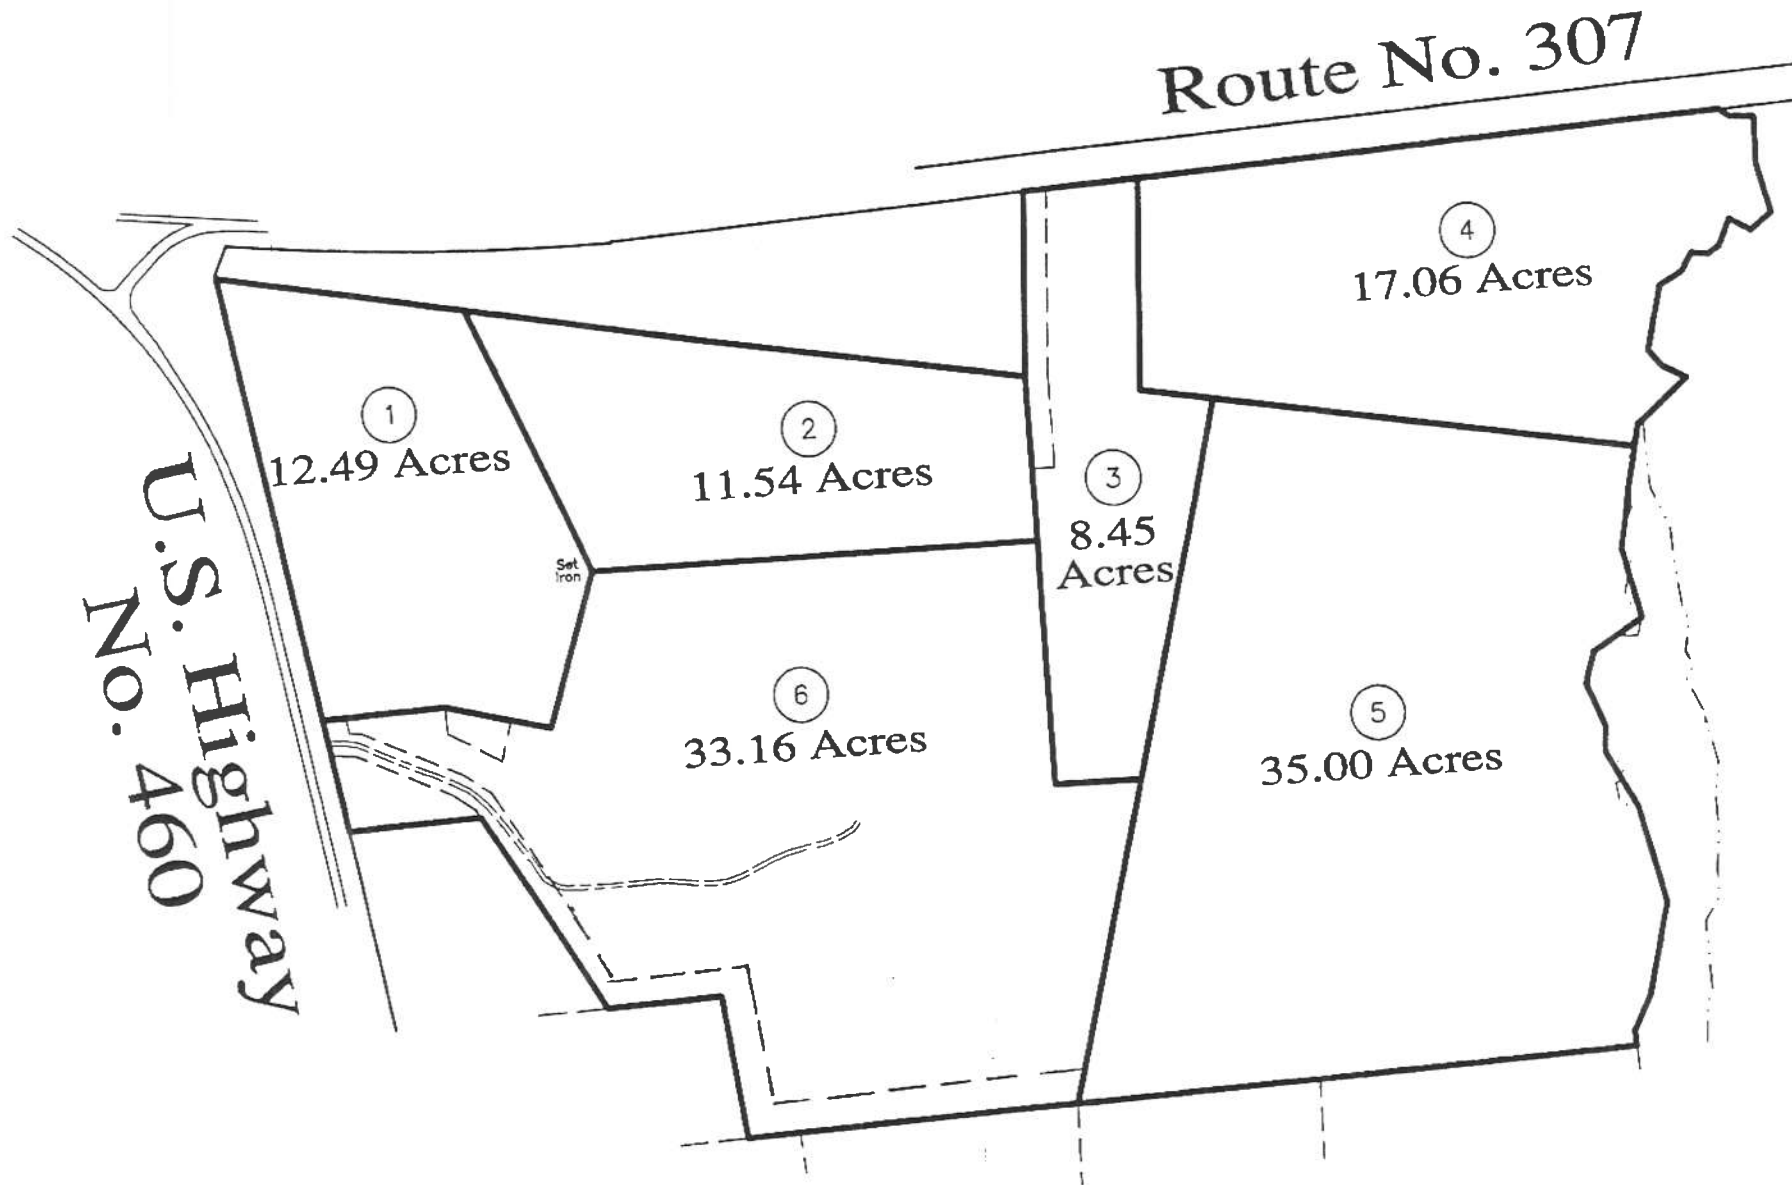 Route No. 307
4
17.06 Acres
1
12.49 Acres
2
11.54 Acres
3
8.45
Acres
Set
Iron
U.S. Highway
No. 460
6
33.16 Acres
5
35.00 Acres